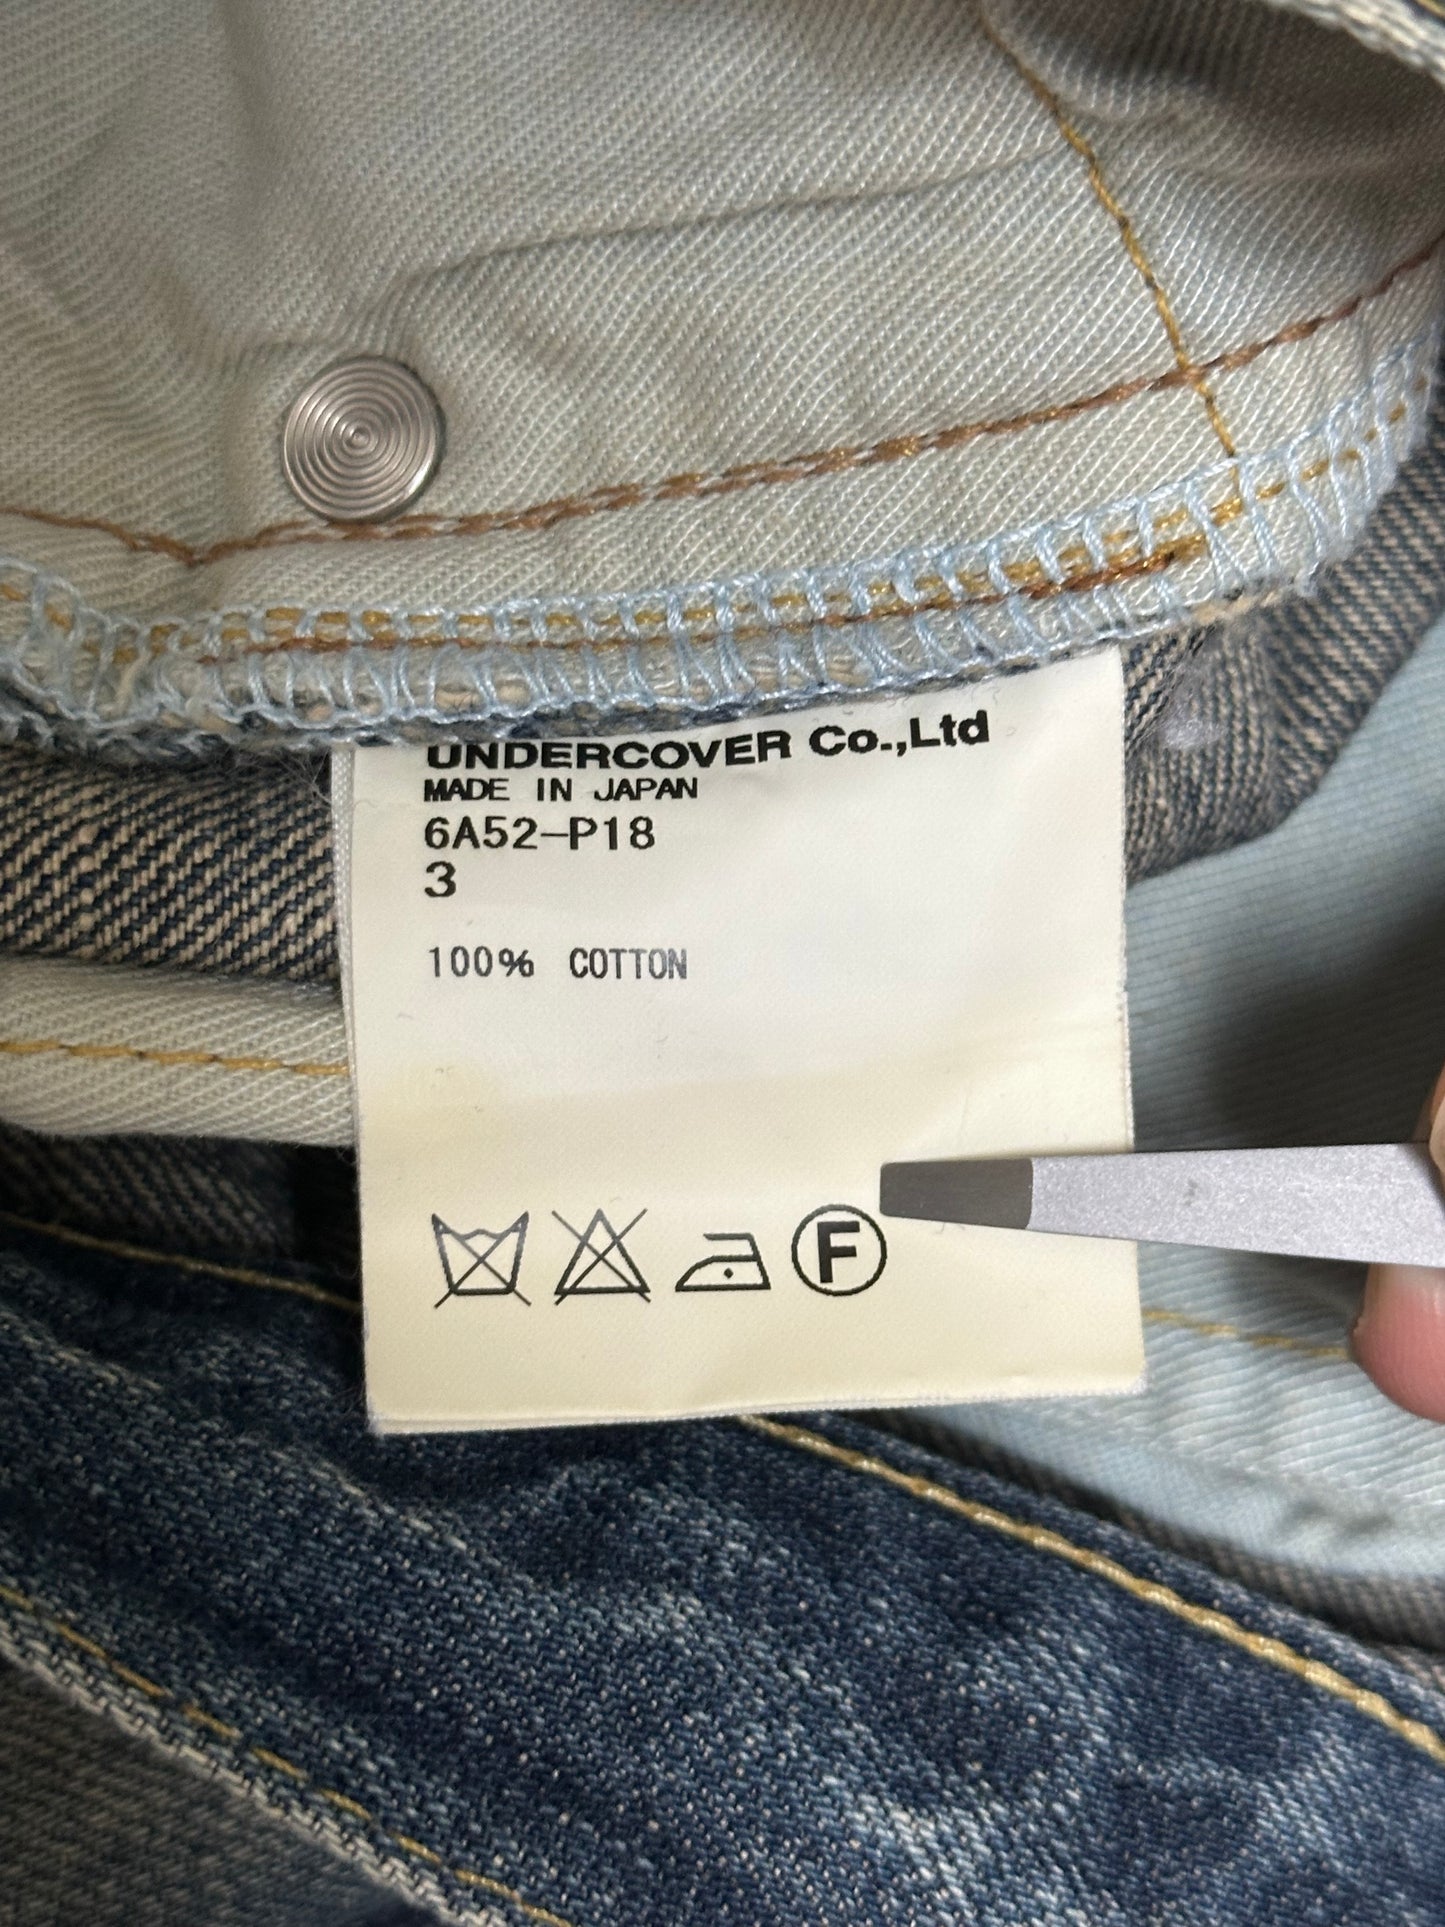 UNDERCOVER Co.,Ltd
MADE IN JAPAN
6A52-P18
3
100% COTTON
F